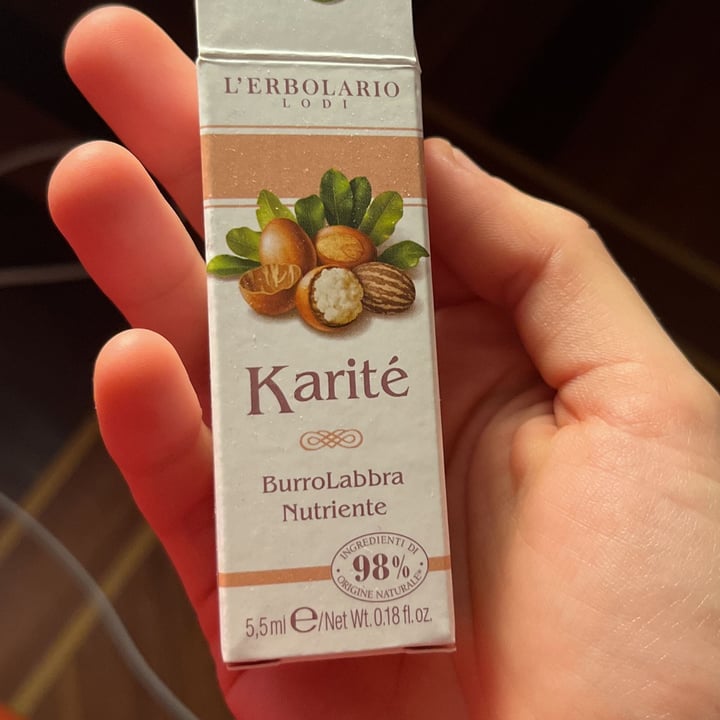 L'ERBOLARIO
LODI
Karité
BurroLabbra
Nutriente
INGREDIENTI DI
98%
ORIGINE NATURALE*
5,5ml e/Net Wt. 0.18 fl. oz.